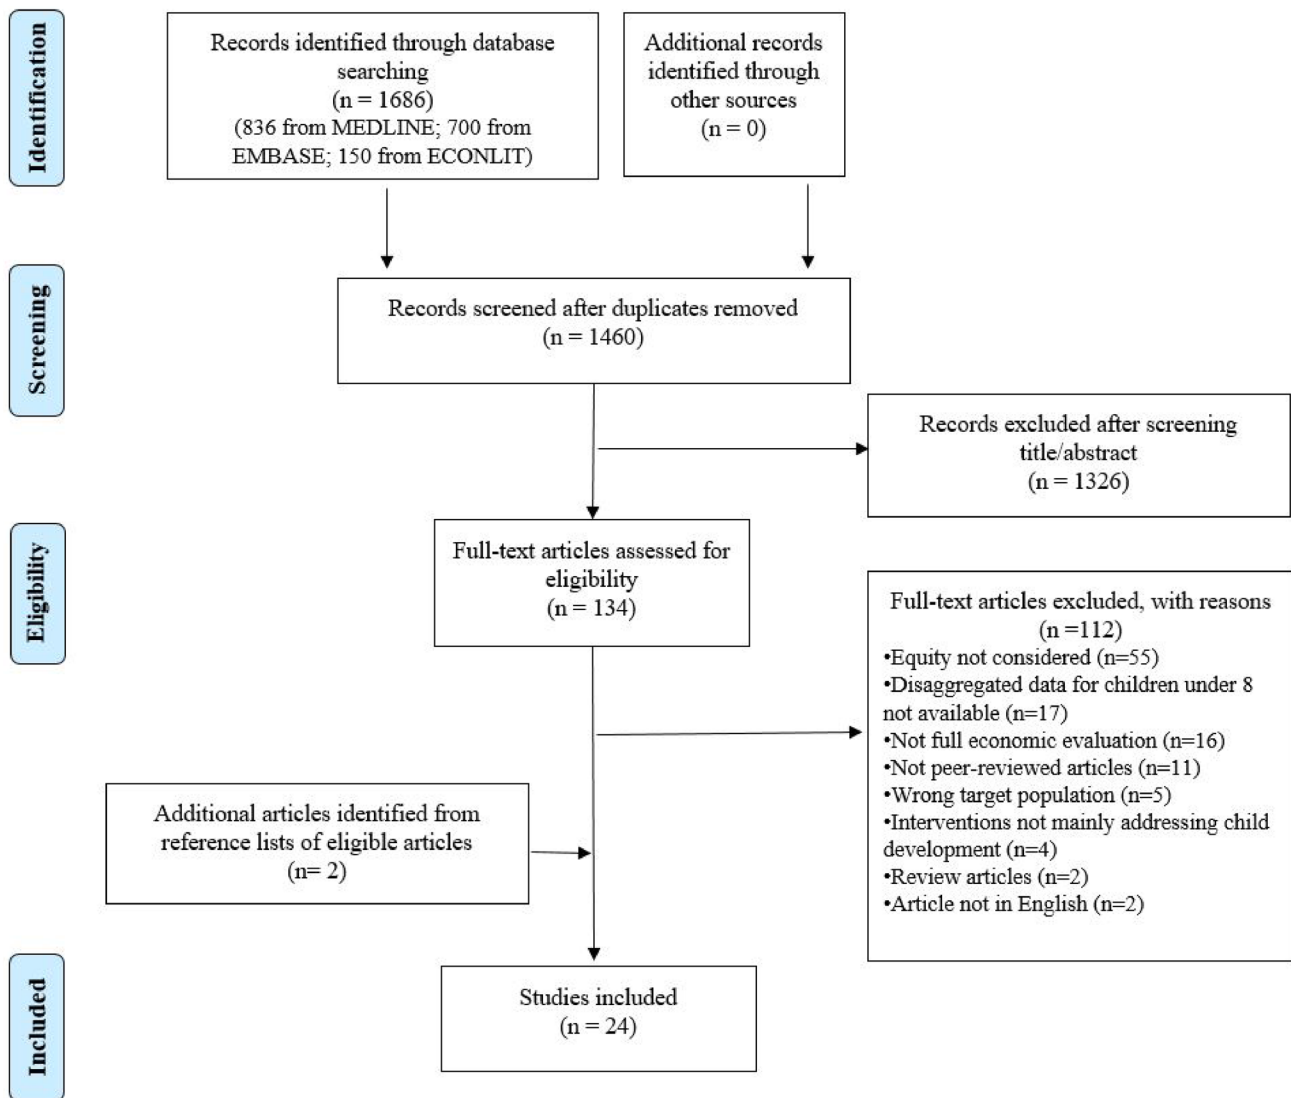 Identification
Records identified through database
searching
(n = 1686)
(836 from MEDLINE; 700 from
EMBASE; 150 from ECONLIT)
Additional records
identified through
other sources
(n = 0)
Screening
Records screened after duplicates removed
(n = 1460)
Records excluded after screening
title/abstract
(n = 1326)
Eligibility
Full-text articles assessed for
eligibility
(n = 134)
Full-text articles excluded, with reasons
(n =112)
•Equity not considered (n=55)
•Disaggregated data for children under 8
not available (n=17)
•Not full economic evaluation (n=16)
•Not peer-reviewed articles (n=11)
•Wrong target population (n=5)
•Interventions not mainly addressing child
development (n=4)
•Review articles (n=2)
•Article not in English (n=2)
Additional articles identified from
reference lists of eligible articles
(n= 2)
Included
Studies included
(n = 24)